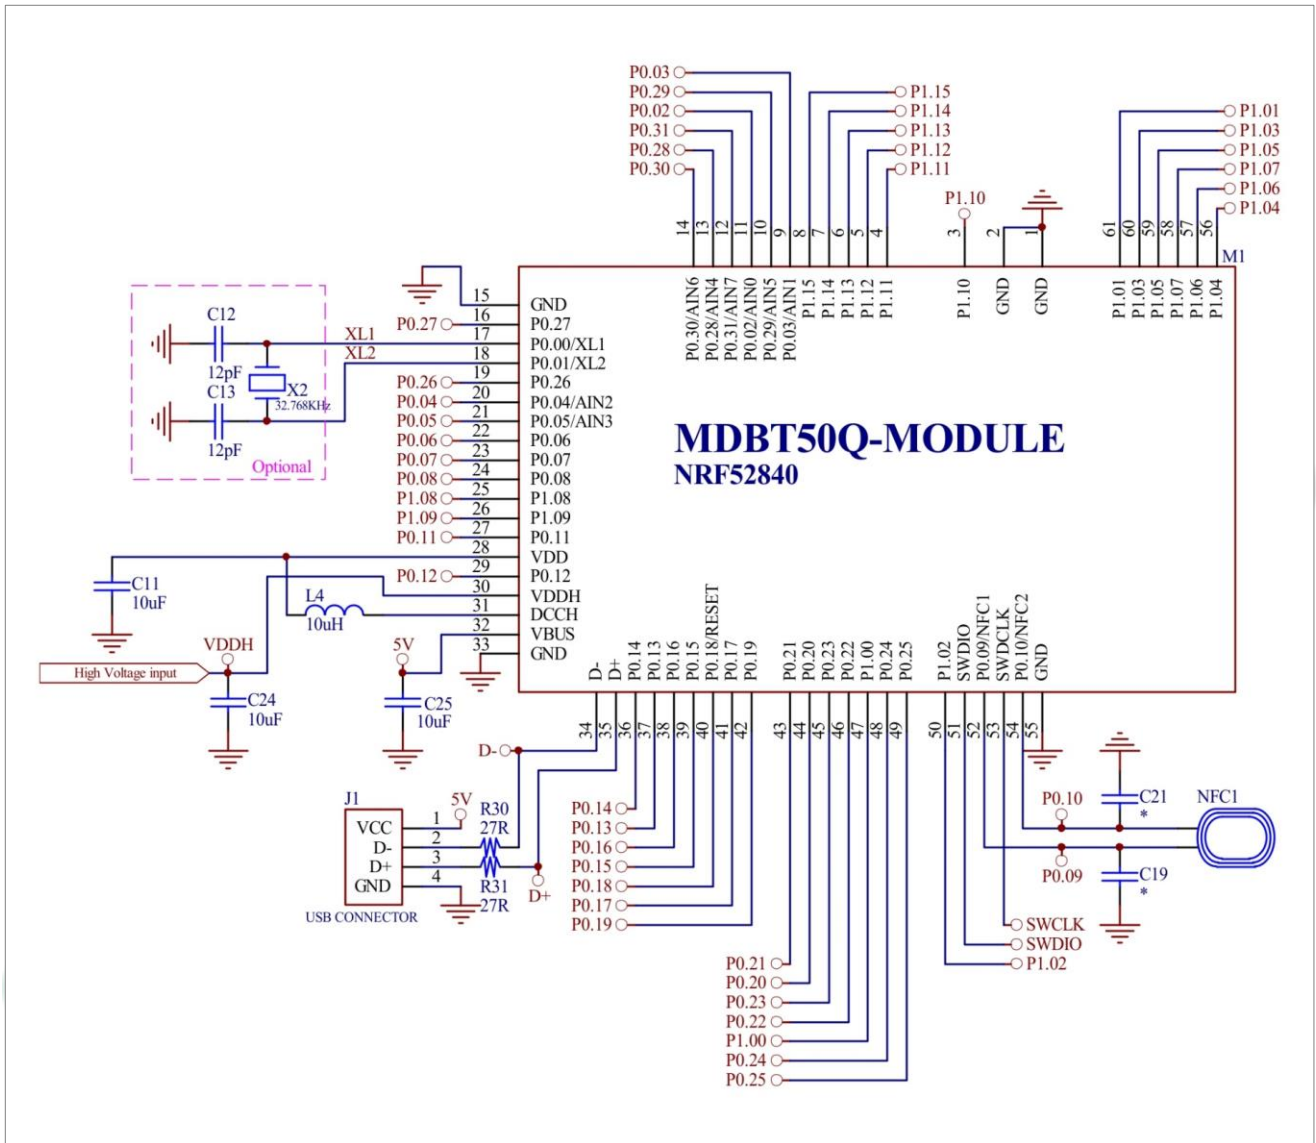 P0.03
P0.29
P0.02
P0.31
P0.28
P0.30
P1.15
P1.14
P1.13
P1.12
P1.11
P1.10
P1.01
P1.03
P1.05
P1.07
P1.06
P1.04
14 13 12 11 10 9 8 7 6 5 4 3 2 1 61 60 59 58 57 56
M1
P0.30/AIN6
P0.28/AIN4
P0.31/AIN7
P0.02/AIN0
P0.29/AIN5
P0.03/AIN1
P1.15
P1.14
P1.13
P1.12
P1.11
P1.10
GND
GND
P1.01
P1.03
P1.05
P1.07
P1.06
P1.04
15 GND
P0.27 16 P0.27
XL1 17 P0.00/XL1
XL2 18 P0.01/XL2
P0.26 19 P0.26
P0.04 20 P0.04/AIN2
P0.05 21 P0.05/AIN3
P0.06 22 P0.06
P0.07 23 P0.07
P0.08 24 P0.08
P1.08 25 P1.08
P1.09 26 P1.09
P0.11 27 P0.11
28 VDD
P0.12 29 P0.12
30 VDDH
31 DCCH
32 VBUS
33 GND
C12
12pF
C13
12pF
X2
32.768KHz
Optional
MDBT50Q-MODULE
NRF52840
C11
10uF
L4
10uH
VDDH
High Voltage input
C24
10uF
5V
C25
10uF
D-
D+
P0.14
P0.13
P0.16
P0.15
P0.18/RESET
P0.17
P0.19
P0.21
P0.20
P0.23
P0.22
P1.00
P0.24
P0.25
P1.02
SWDIO
P0.09/NFC1
SWDCLK
P0.10/NFC2
GND
34 35 36 37 38 39 40 41 42 43 44 45 46 47 48 49 50 51 52 53 54 55
D-
J1
VCC 1 5V
D- 2
D+ 3
GND 4
USB CONNECTOR
R30
27R
R31
27R
D+
P0.14
P0.13
P0.16
P0.15
P0.18
P0.17
P0.19
P0.21
P0.20
P0.23
P0.22
P1.00
P0.24
P0.25
P0.10
P0.09
C21
*
C19
*
NFC1
SWCLK
SWDIO
P1.02